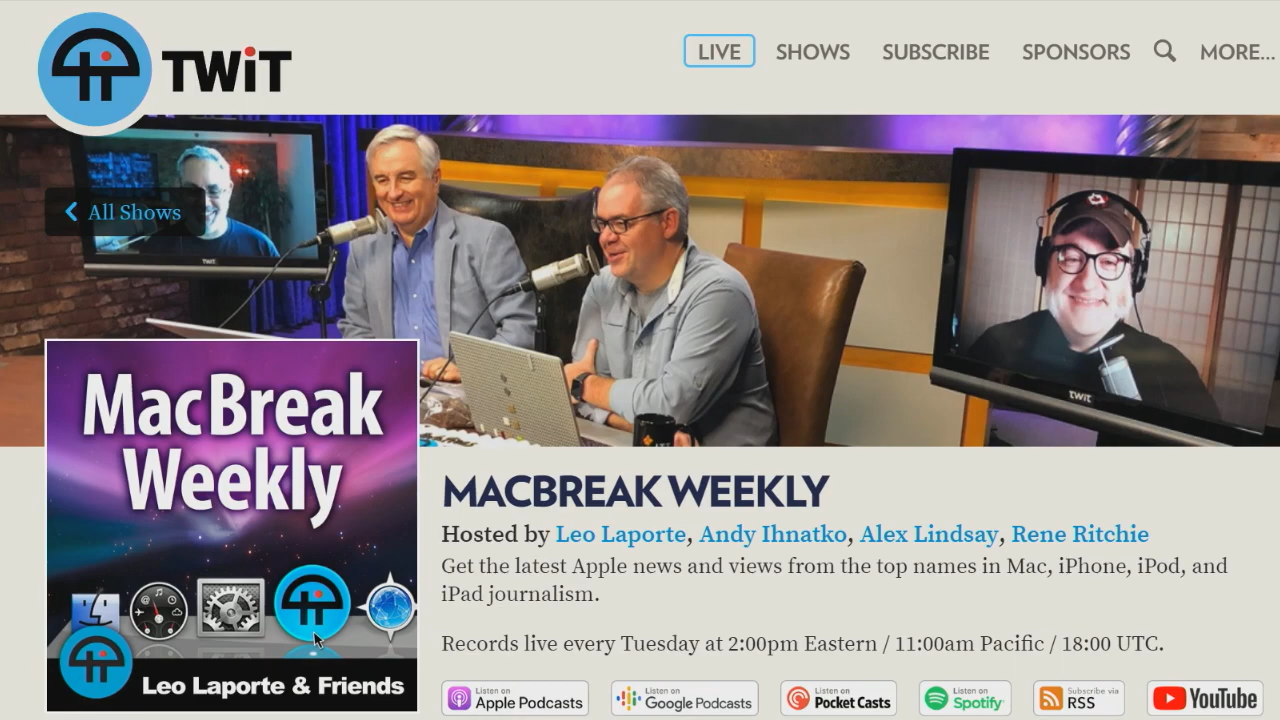 TWiT
LIVE SHOWS SUBSCRIBE SPONSORS MORE...
All Shows
TWiT
TWiT
MacBreak
Weekly
Leo Laporte & Friends
MACBREAK WEEKLY
Hosted by Leo Laporte, Andy Ihnatko, Alex Lindsay, Rene Ritchie
Get the latest Apple news and views from the top names in Mac, iPhone, iPod, and
iPad journalism.
Records live every Tuesday at 2:00pm Eastern / 11:00am Pacific / 18:00 UTC.
Listen on Apple Podcasts
Listen on Google Podcasts
Listen on Pocket Casts
Listen on Spotify
Subscribe via RSS
YouTube